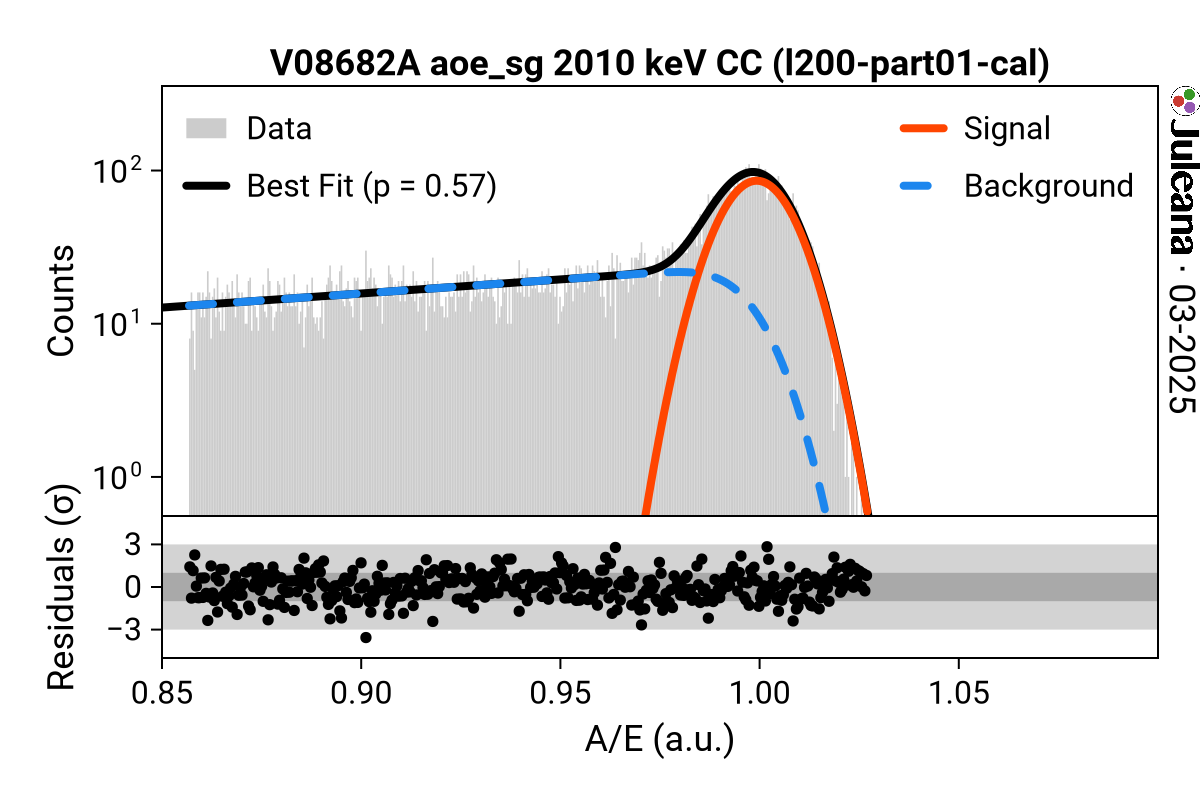 V08682A aoe_sg 2010 keV CC (l200-part01-cal)
Data
Best Fit (p = 0.57)
Signal
Background
Juleana · 03-2025
Counts
10²
10¹
10⁰
Residuals (σ)
3
0
−3
0.85 0.90 0.95 1.00 1.05
A/E (a.u.)